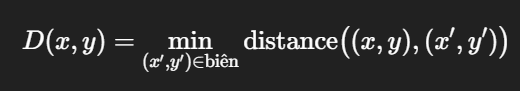 D(x, y) = min distance((x, y), (x′, y′))
(x′,y′)∈biên